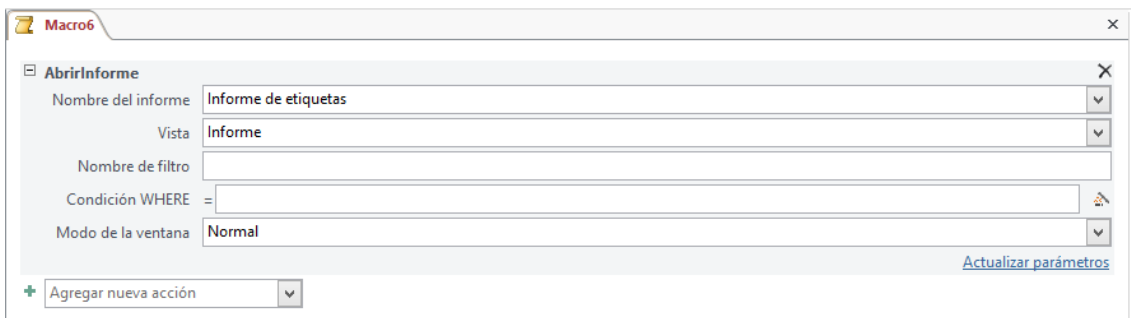 Macro6
AbrirInforme
Nombre del informe Informe de etiquetas
Vista Informe
Nombre de filtro
Condición WHERE =
Modo de la ventana Normal
Actualizar parámetros
Agregar nueva acción